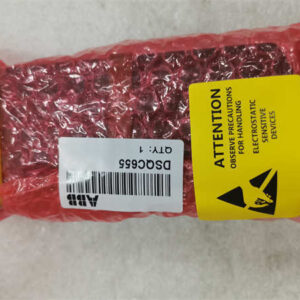 ATTENTION
OBSERVE PRECAUTIONS
FOR HANDLING
ELECTROSTATIC
SENSITIVE
DEVICES
DSQC655
QTY: 1
ABB